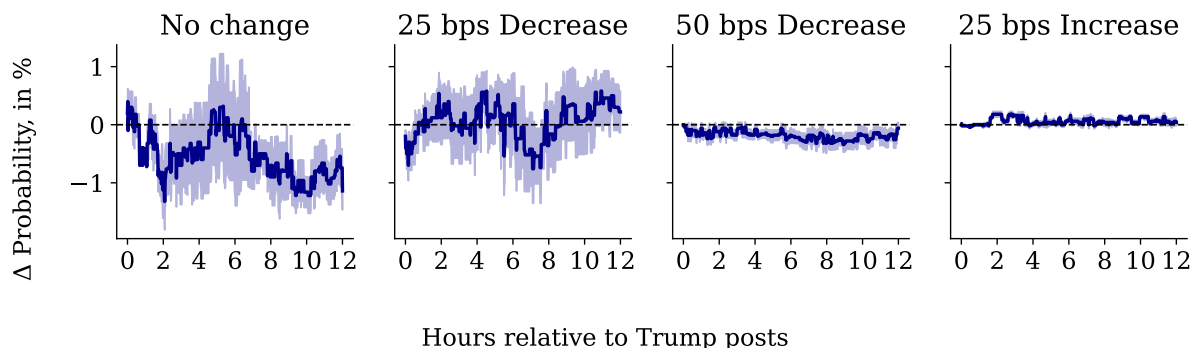 No change
25 bps Decrease
50 bps Decrease
25 bps Increase
Δ Probability, in %
1
0
−1
0 2 4 6 8 10 12
0 2 4 6 8 10 12
0 2 4 6 8 10 12
0 2 4 6 8 10 12
Hours relative to Trump posts